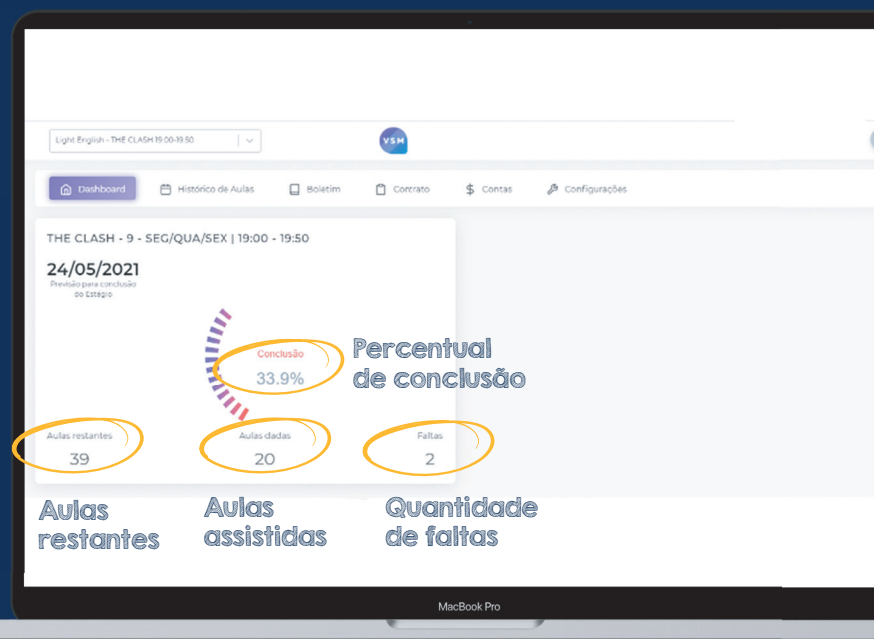 Light English - THE CLASH 19:00-19:50
VSM
Dashboard
Histórico de Aulas
Boletim
Contrato
Contas
Configurações
THE CLASH - 9 - SEG/QUA/SEX | 19:00 - 19:50
24/05/2021
Previsão para conclusão
do Estágio
Conclusão
33.9%
Percentual
de conclusão
Aulas restantes
39
Aulas dadas
20
Faltas
2
Aulas
restantes
Aulas
assistidas
Quantidade
de faltas
MacBook Pro